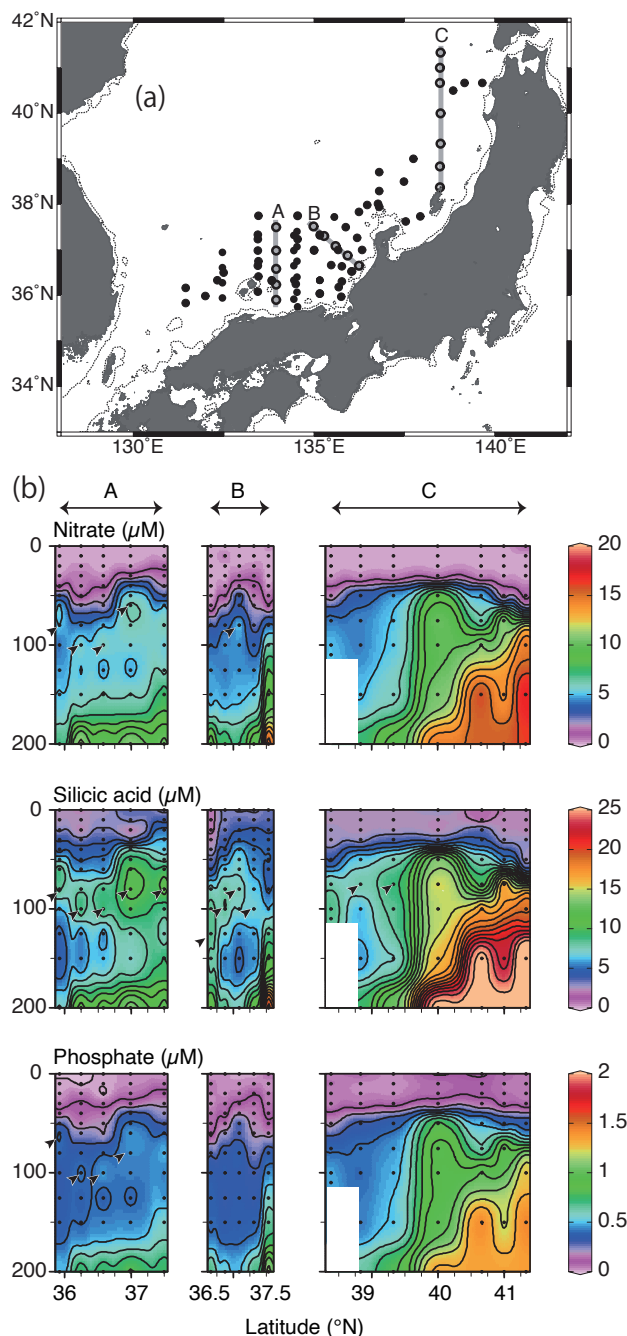 42˚N
40˚N
38˚N
36˚N
34˚N
(a)
A
B
C
130˚E
135˚E
140˚E
(b)
A
B
C
Nitrate (µM)
0
100
200
20
15
10
5
0
Silicic acid (µM)
0
100
200
25
20
15
10
5
0
Phosphate (µM)
0
100
200
2
1.5
1
0.5
0
36
37
36.5
37.5
39
40
41
Latitude (°N)